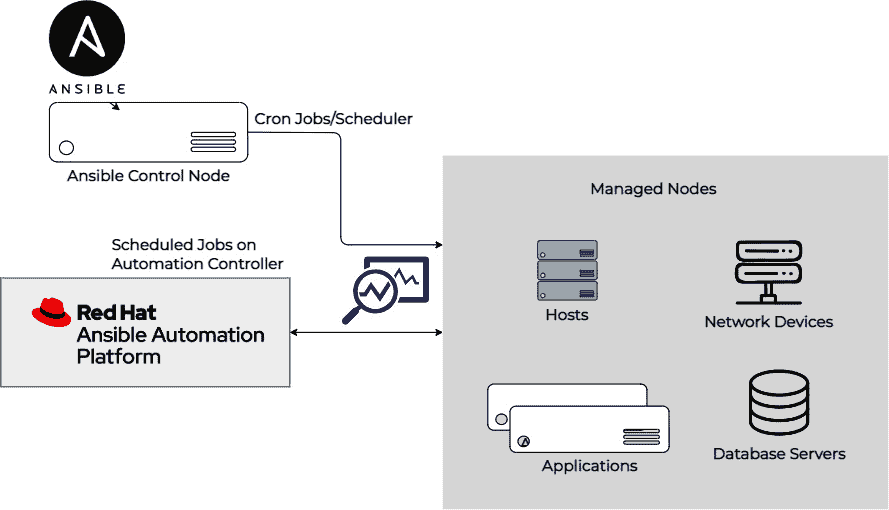 ANSIBLE
Cron Jobs/Scheduler
Ansible Control Node
Managed Nodes
Scheduled Jobs on
Automation Controller
Red Hat
Ansible Automation
Platform
Hosts
Network Devices
Applications
Database Servers